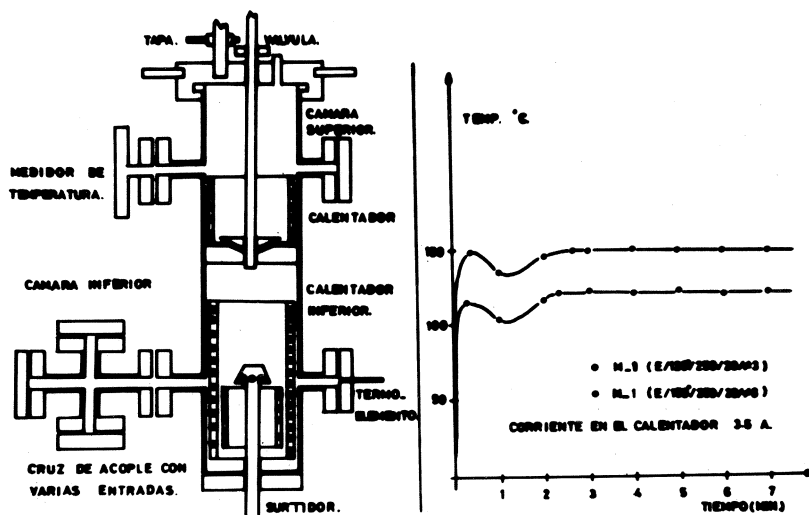 TAPA.
VALVULA.
CAMARA
SUPERIOR.
MEDIDOR DE
TEMPERATURA.
CALENTADOR
CAMARA INFERIOR
CALENTADOR
INFERIOR.
TERMO_
ELEMENTO.
CRUZ DE ACOPLE CON
VARIAS ENTRADAS.
SURTIDOR.
TEMP. °C.
150
100
50
CORRIENTE EN EL CALENTADOR 3.5 A.
1 2 3 4 5 6 7
TIEMPO (MIN.)